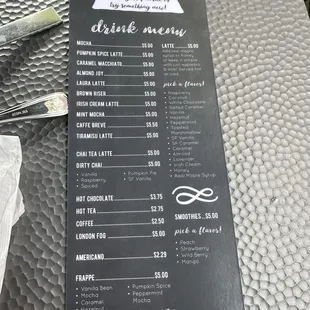 try something new!
drink menu
MOCHA $5.00
PUMPKIN SPICE LATTE $5.00
CARAMEL MACCHIATO $5.00
ALMOND JOY $5.00
LAURA LATTE $5.00
BROWN RISER $5.00
IRISH CREAM LATTE $5.00
MINT MOCHA $5.00
CAFFE BREVE $5.50
TIRAMISU LATTE $5.00
CHAI TEA LATTE $5.00
DIRTY CHAI $5.00
• Vanilla • Pumpkin Pie
• Raspberry • SF Vanilla
• Spiced
HOT CHOCOLATE $3.75
HOT TEA $2.75
COFFEE $2.50
LONDON FOG $5.00
AMERICANO $2.29
FRAPPE $5.00
• Vanilla Bean • Pumpkin Spice
• Mocha • Peppermint
• Caramel Mocha
• Hazelnut
LATTE $5.00
pick a flavor!
• Raspberry
• Coconut
• White Chocolate
• Salted Caramel
• Vanilla
• Hazelnut
• Peppermint
• Toasted
Marshmallow
• SF Vanilla
• SF Caramel
• Caramel
• Almond
• Lavender
• Irish Cream
• Honey
• Real Maple Syrup
SMOOTHIES $5.00
pick a flavor!
• Peach
• Strawberry
• Wild Berry
• Mango